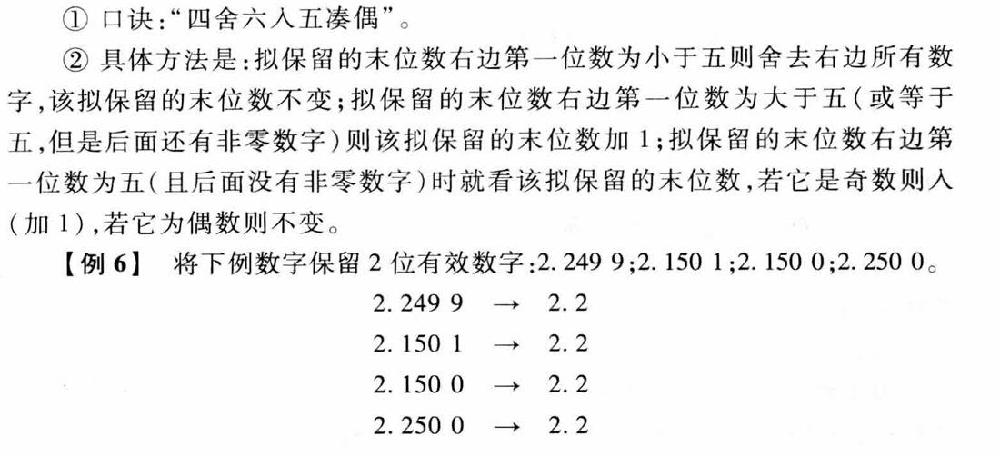 ① 口诀:“四舍六入五凑偶”。
② 具体方法是:拟保留的末位数右边第一位数为小于五则舍去右边所有数
字,该拟保留的末位数不变;拟保留的末位数右边第一位数为大于五(或等于
五,但是后面还有非零数字)则该拟保留的末位数加 1;拟保留的末位数右边第
一位数为五(且后面没有非零数字)时就看该拟保留的末位数,若它是奇数则入
(加 1),若它为偶数则不变。
【例 6】 将下例数字保留 2 位有效数字:2. 249 9;2. 150 1;2. 150 0;2. 250 0。
2. 249 9 → 2. 2
2. 150 1 → 2. 2
2. 150 0 → 2. 2
2. 250 0 → 2. 2